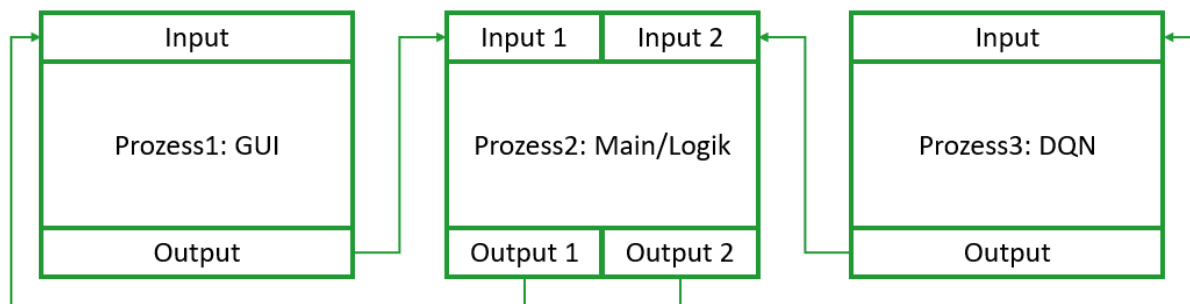 Input
Input 1
Input 2
Input
Prozess1: GUI
Prozess2: Main/Logik
Prozess3: DQN
Output
Output 1
Output 2
Output